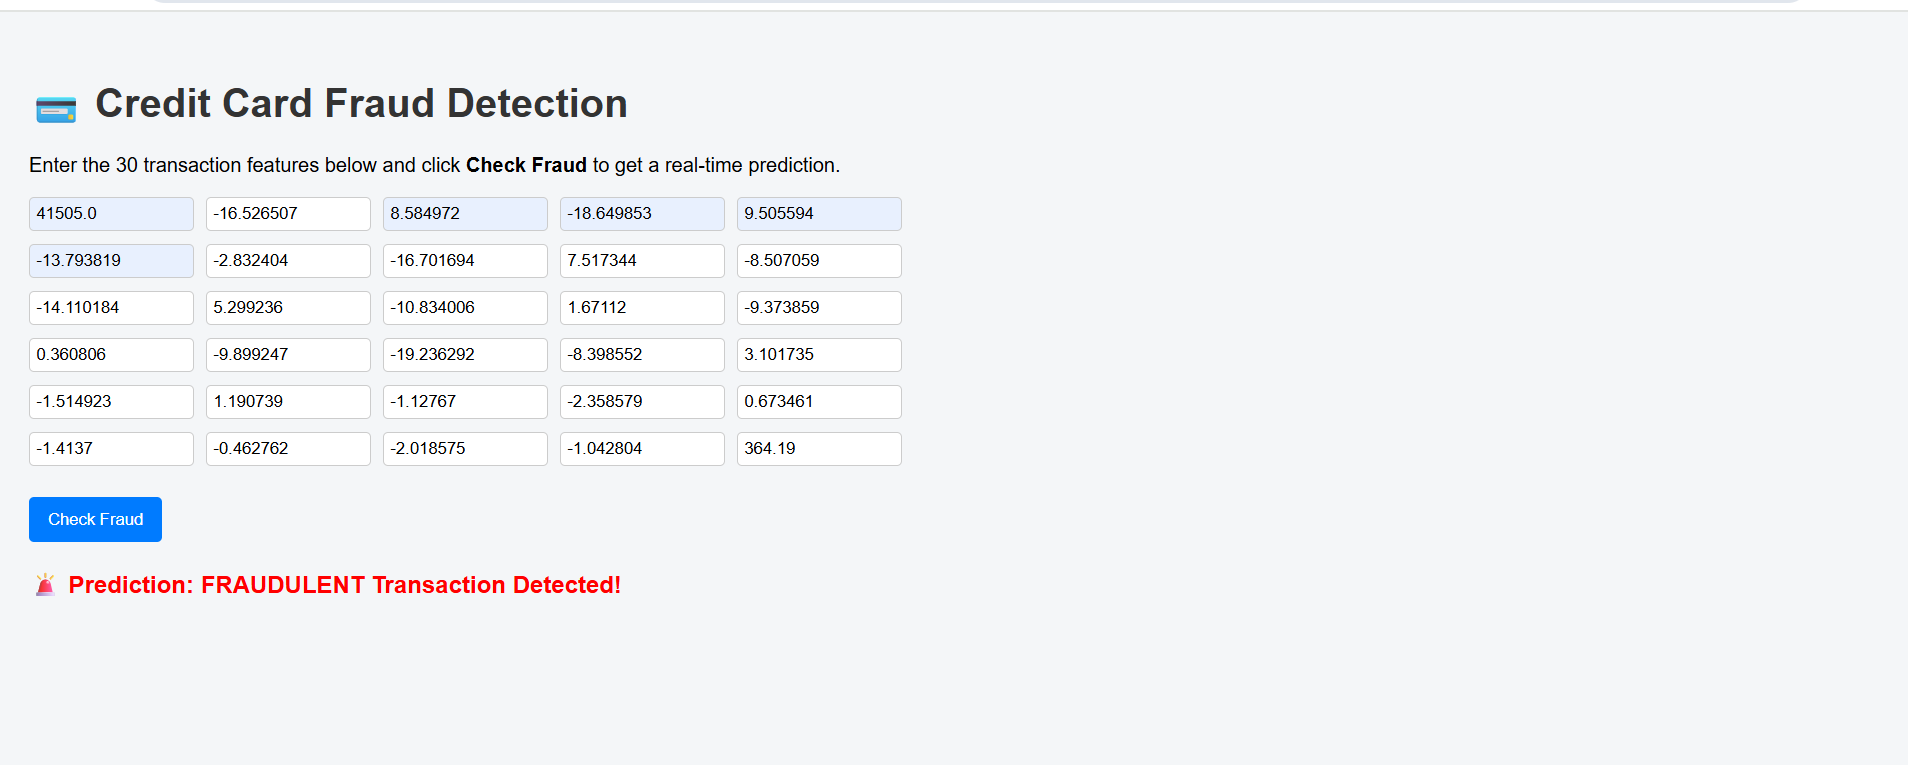 Credit Card Fraud Detection
Enter the 30 transaction features below and click Check Fraud to get a real-time prediction.
41505.0 -16.526507 8.584972 -18.649853 9.505594
-13.793819 -2.832404 -16.701694 7.517344 -8.507059
-14.110184 5.299236 -10.834006 1.67112 -9.373859
0.360806 -9.899247 -19.236292 -8.398552 3.101735
-1.514923 1.190739 -1.12767 -2.358579 0.673461
-1.4137 -0.462762 -2.018575 -1.042804 364.19
Check Fraud
Prediction: FRAUDULENT Transaction Detected!